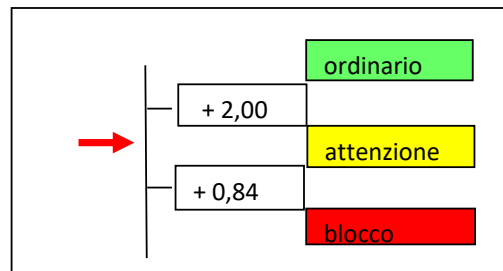 ordinario
+ 2,00
attenzione
+ 0,84
blocco